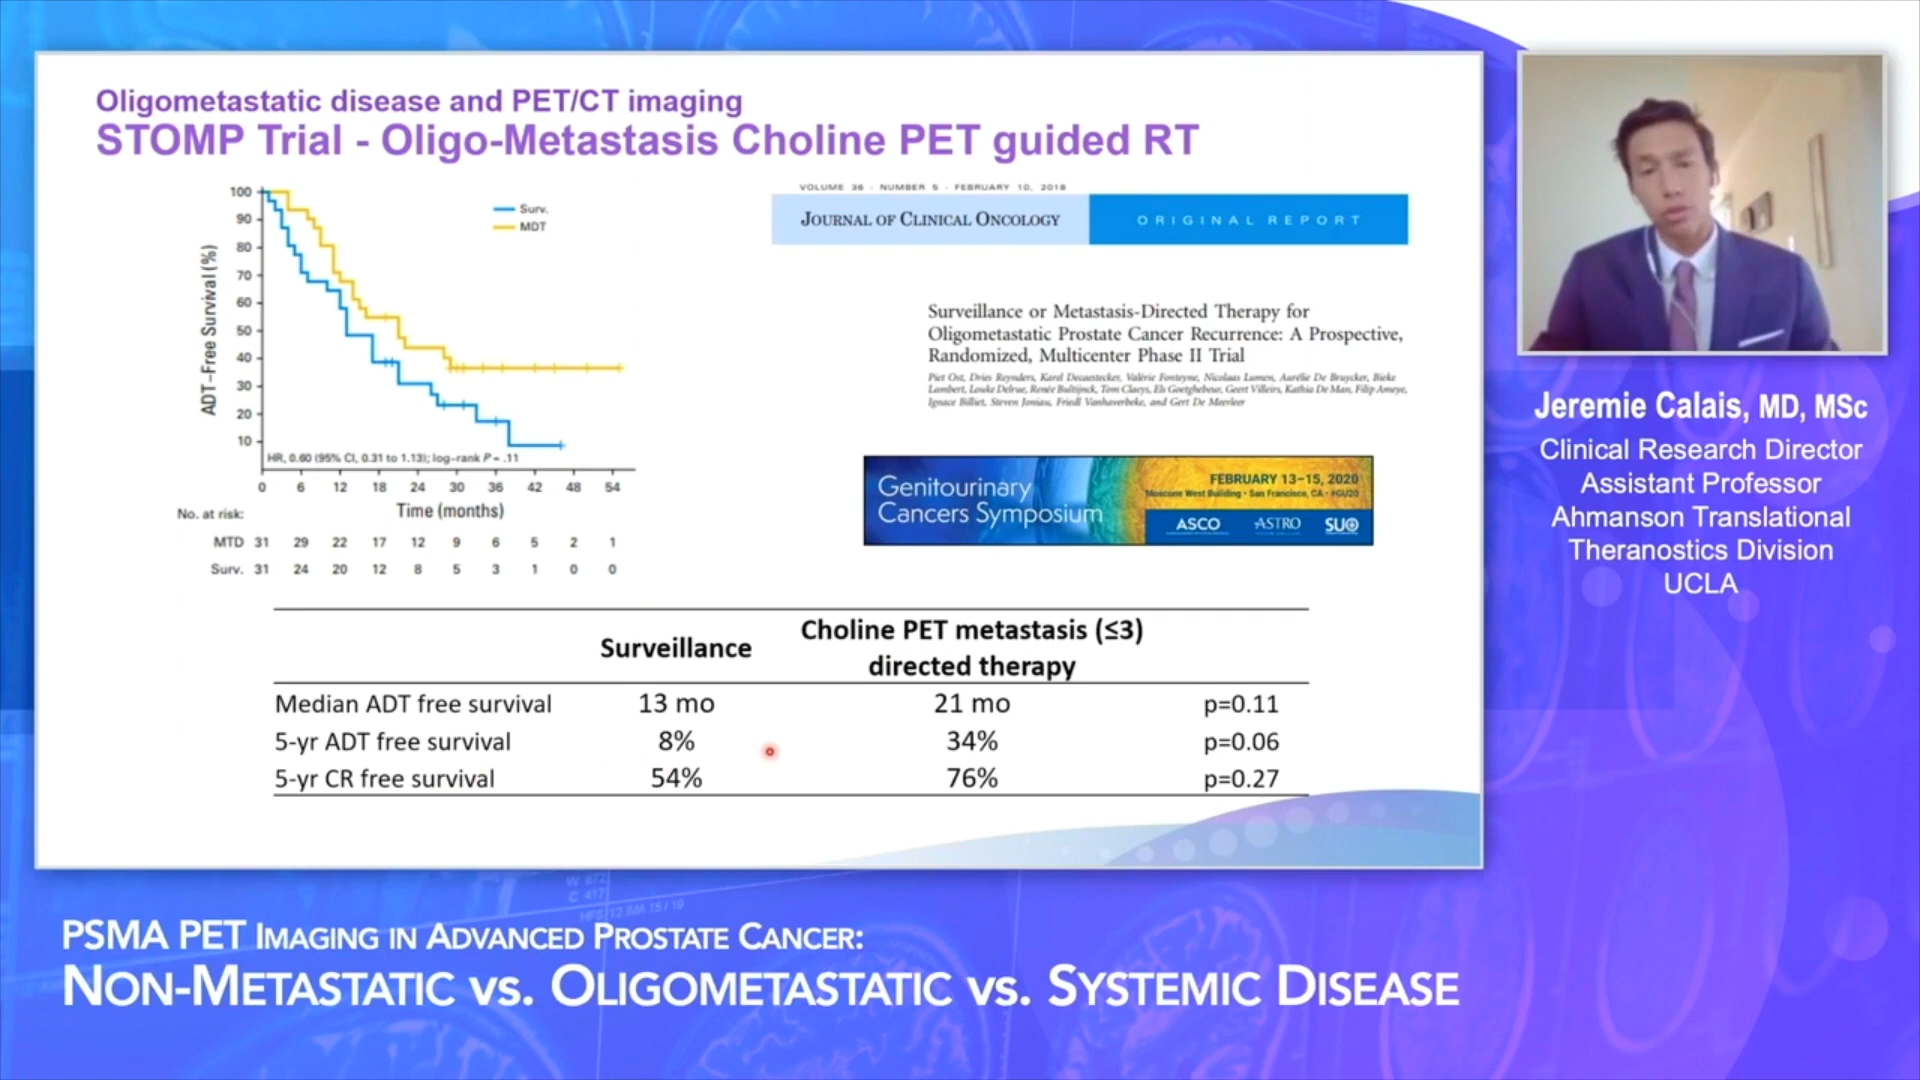 Oligometastatic disease and PET/CT imaging
STOMP Trial - Oligo-Metastasis Choline PET guided RT
ADT–Free Survival (%)
100
90
80
70
60
50
40
30
20
10
Surv.
MDT
HR, 0.60 (95% CI, 0.31 to 1.13); log–rank P = .11
0 6 12 18 24 30 36 42 48 54
Time (months)
No. at risk:
MTD 31 29 22 17 12 9 6 5 2 1
Surv. 31 24 20 12 8 5 3 1 0 0
VOLUME 36 · NUMBER 5 · FEBRUARY 10, 2018
JOURNAL OF CLINICAL ONCOLOGY ORIGINAL REPORT
Surveillance or Metastasis-Directed Therapy for
Oligometastatic Prostate Cancer Recurrence: A Prospective,
Randomized, Multicenter Phase II Trial
Piet Ost, Dries Reynders, Karel Decaestecker, Valérie Fonteyne, Nicolaas Lumen, Aurélie De Bruycker, Bieke
Lambert, Louke Delrue, Renée Bultijnck, Tom Claeys, Els Goetghebeur, Geert Villeirs, Kathia De Man, Filip Ameye,
Ignace Billiet, Steven Joniau, Friedl Vanhaverbeke, and Gert De Meerleer
Genitourinary
Cancers Symposium
FEBRUARY 13–15, 2020
Moscone West Building • San Francisco, CA • #GU20
ASCO ASTRO SUO
Surveillance Choline PET metastasis (≤3)
directed therapy
Median ADT free survival 13 mo 21 mo p=0.11
5-yr ADT free survival 8% 34% p=0.06
5-yr CR free survival 54% 76% p=0.27
Jeremie Calais, MD, MSc
Clinical Research Director
Assistant Professor
Ahmanson Translational
Theranostics Division
UCLA
W 872
C 417
HFS 12 IMA 15 / 19
PSMA PET IMAGING IN ADVANCED PROSTATE CANCER:
NON-METASTATIC VS. OLIGOMETASTATIC VS. SYSTEMIC DISEASE